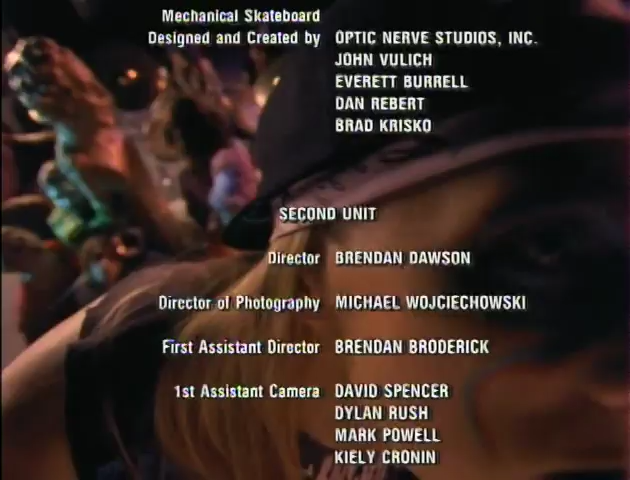 Mechanical Skateboard
Designed and Created by OPTIC NERVE STUDIOS, INC.
JOHN VULICH
EVERETT BURRELL
DAN REBERT
BRAD KRISKO
SECOND UNIT
Director BRENDAN DAWSON
Director of Photography MICHAEL WOJCIECHOWSKI
First Assistant Director BRENDAN BRODERICK
1st Assistant Camera DAVID SPENCER
DYLAN RUSH
MARK POWELL
KIELY CRONIN